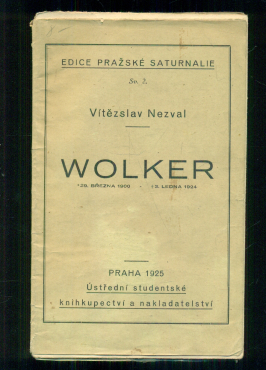 EDICE PRAŽSKÉ SATURNALIE
Sv. 2.
Vítězslav Nezval
WOLKER
*29. BŘEZNA 1900 - †3. LEDNA 1924
PRAHA 1925
Ústřední studentské
knihkupectví a nakladatelství